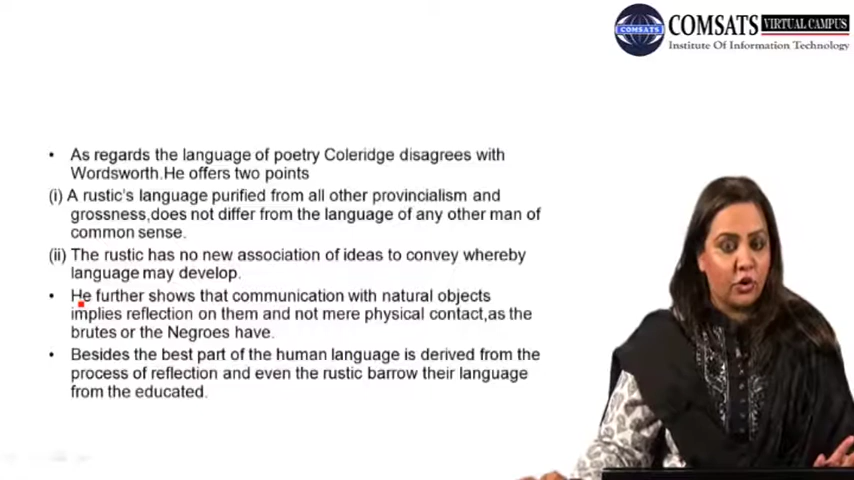 COMSATS
COMSATS VIRTUAL CAMPUS
Institute Of Information Technology
• As regards the language of poetry Coleridge disagrees with
Wordsworth.He offers two points
(i) A rustic's language purified from all other provincialism and
grossness,does not differ from the language of any other man of
common sense.
(ii) The rustic has no new association of ideas to convey whereby
language may develop.
• He further shows that communication with natural objects
implies reflection on them and not mere physical contact,as the
brutes or the Negroes have.
• Besides the best part of the human language is derived from the
process of reflection and even the rustic barrow their language
from the educated.